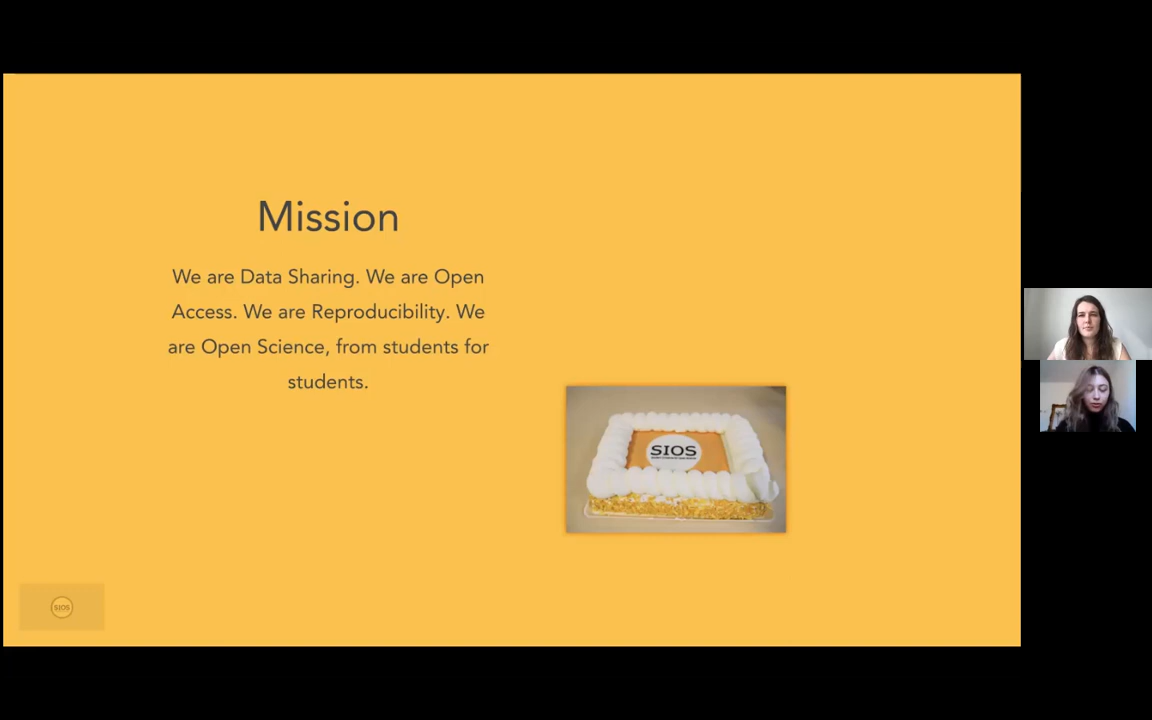 Mission
We are Data Sharing. We are Open
Access. We are Reproducibility. We
are Open Science, from students for
students.
SIOS
SIOS